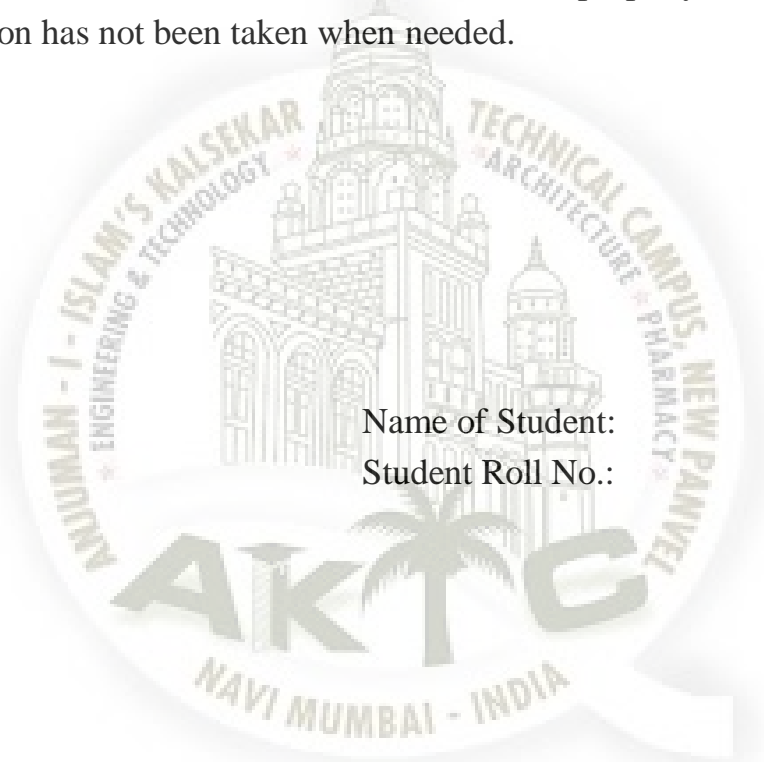 on has not been taken when needed.
ANJUMAN - I - ISLAM'S KALSEKAR TECHNICAL CAMPUS, NEW PANVEL
ENGINEERING & TECHNOLOGY * ARCHITECTURE * PHARMACY *
Name of Student:
Student Roll No.:
AKTC
NAVI MUMBAI - INDIA